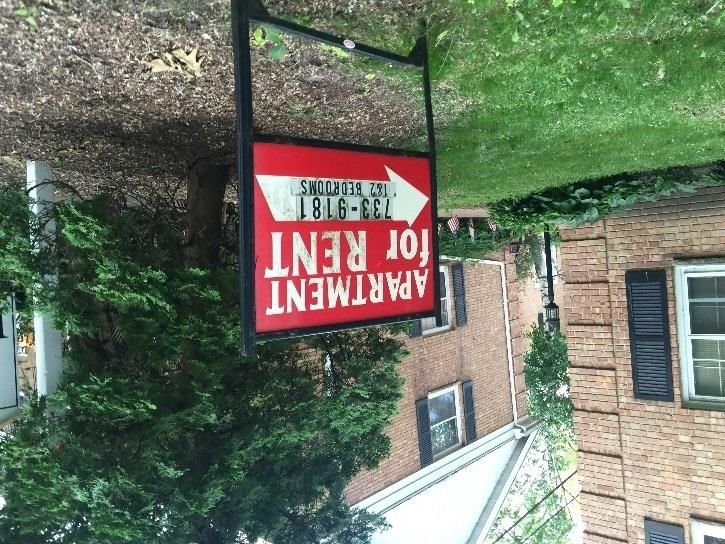 APARTMENT
for RENT
733-9181
1&2 BEDROOMS